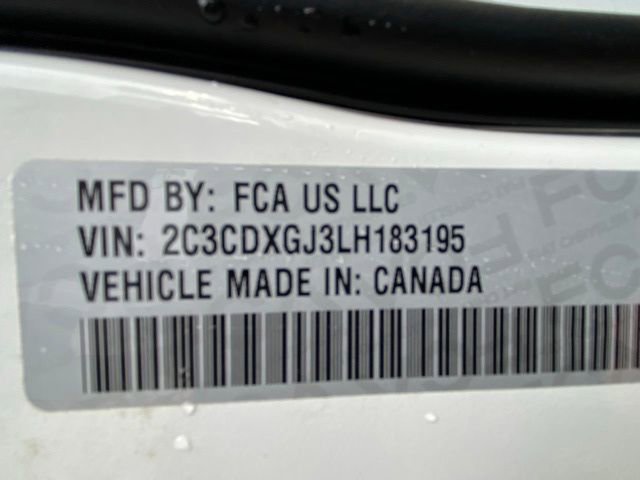 MFD BY: FCA US LLC
VIN: 2C3CDXGJ3LH183195
VEHICLE MADE IN: CANADA